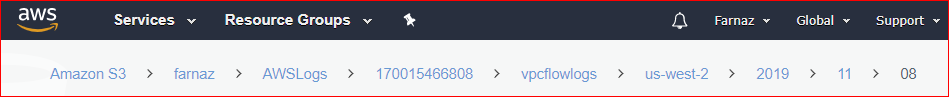 aws Services Resource Groups Farnaz Global Support
Amazon S3 > farnaz > AWSLogs > 170015466808 > vpcflowlogs > us-west-2 > 2019 > 11 > 08